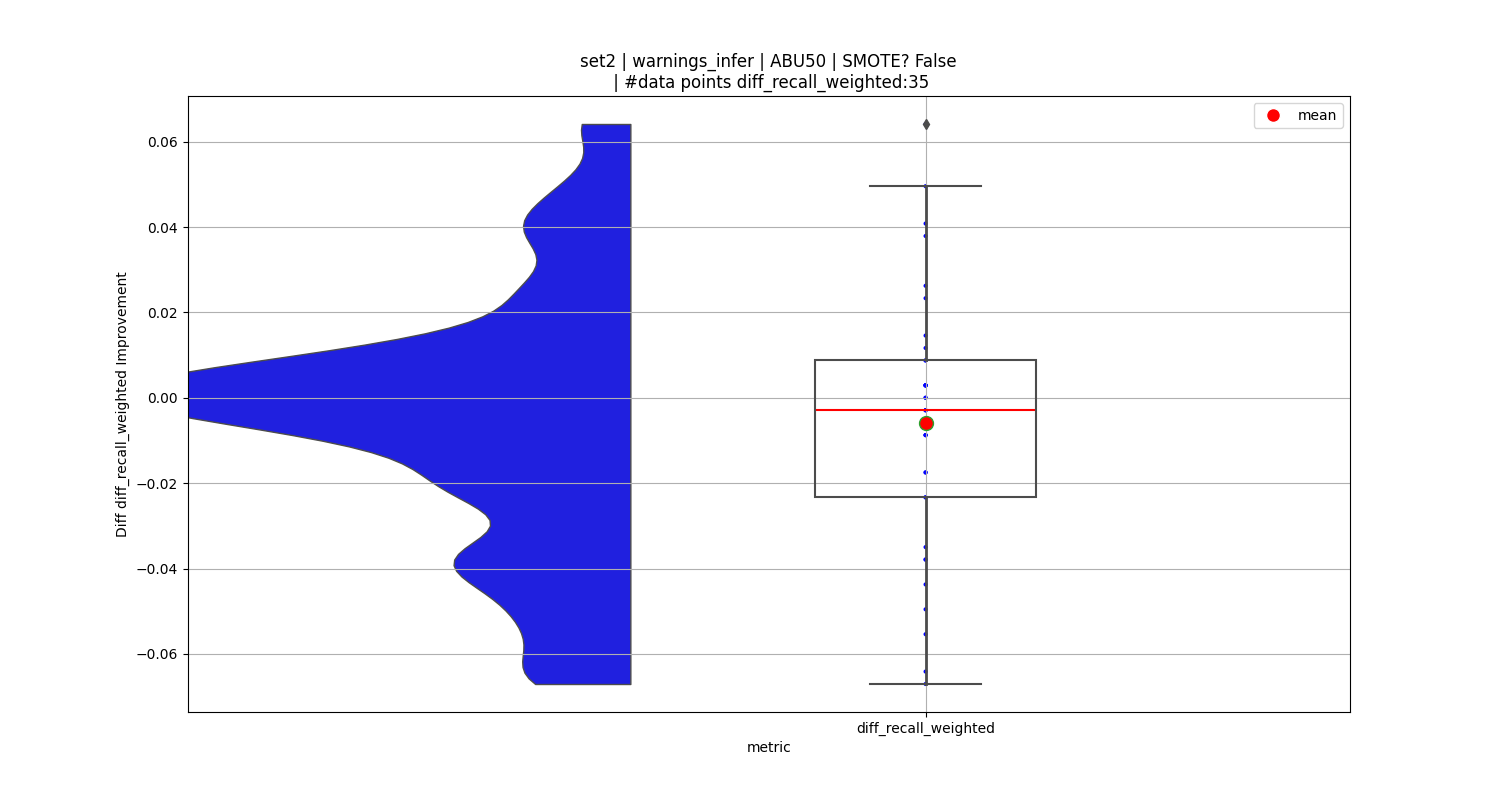 set2 | warnings_infer | ABU50 | SMOTE? False
| #data points diff_recall_weighted:35
mean
0.06
0.04
0.02
0.00
−0.02
−0.04
−0.06
Diff diff_recall_weighted Improvement
diff_recall_weighted
metric